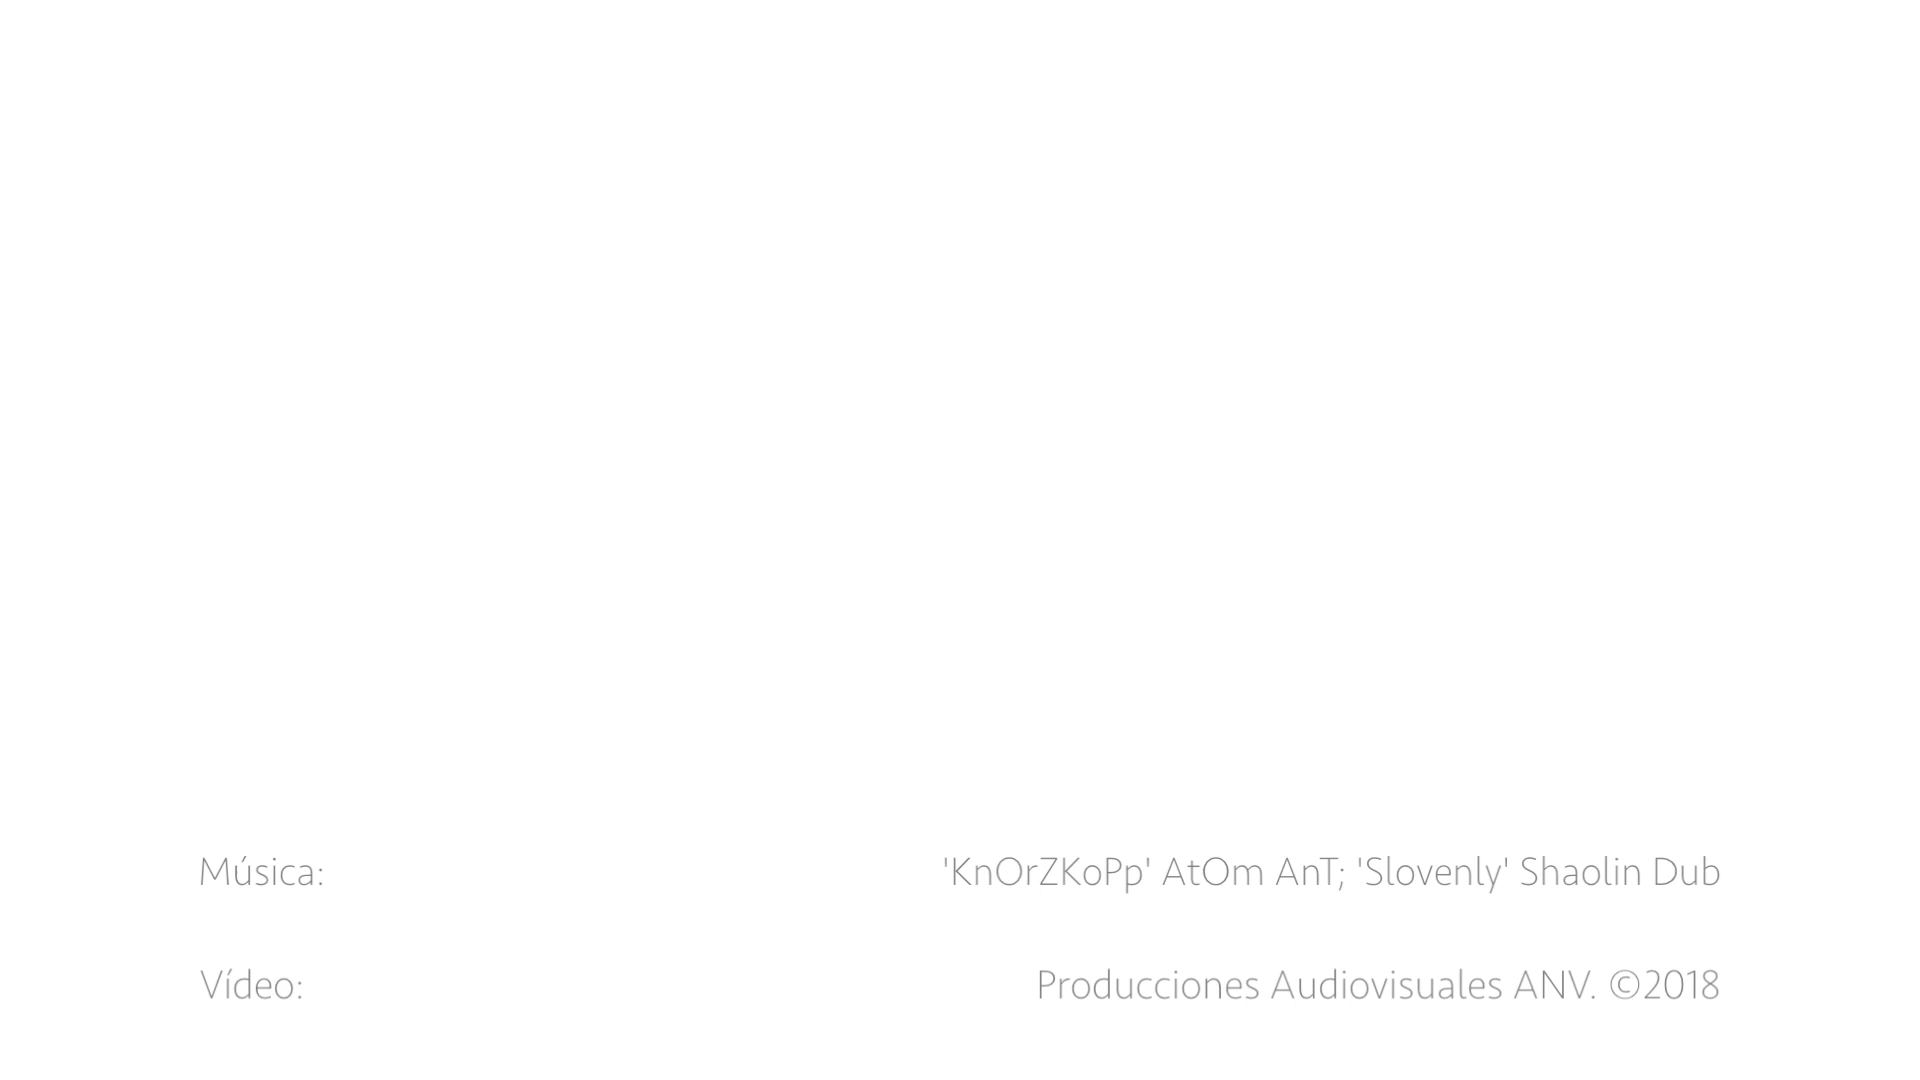 Música: 'KnOrZKoPp' AtOm AnT; 'Slovenly' Shaolin Dub
Vídeo: Producciones Audiovisuales ANV. ©2018